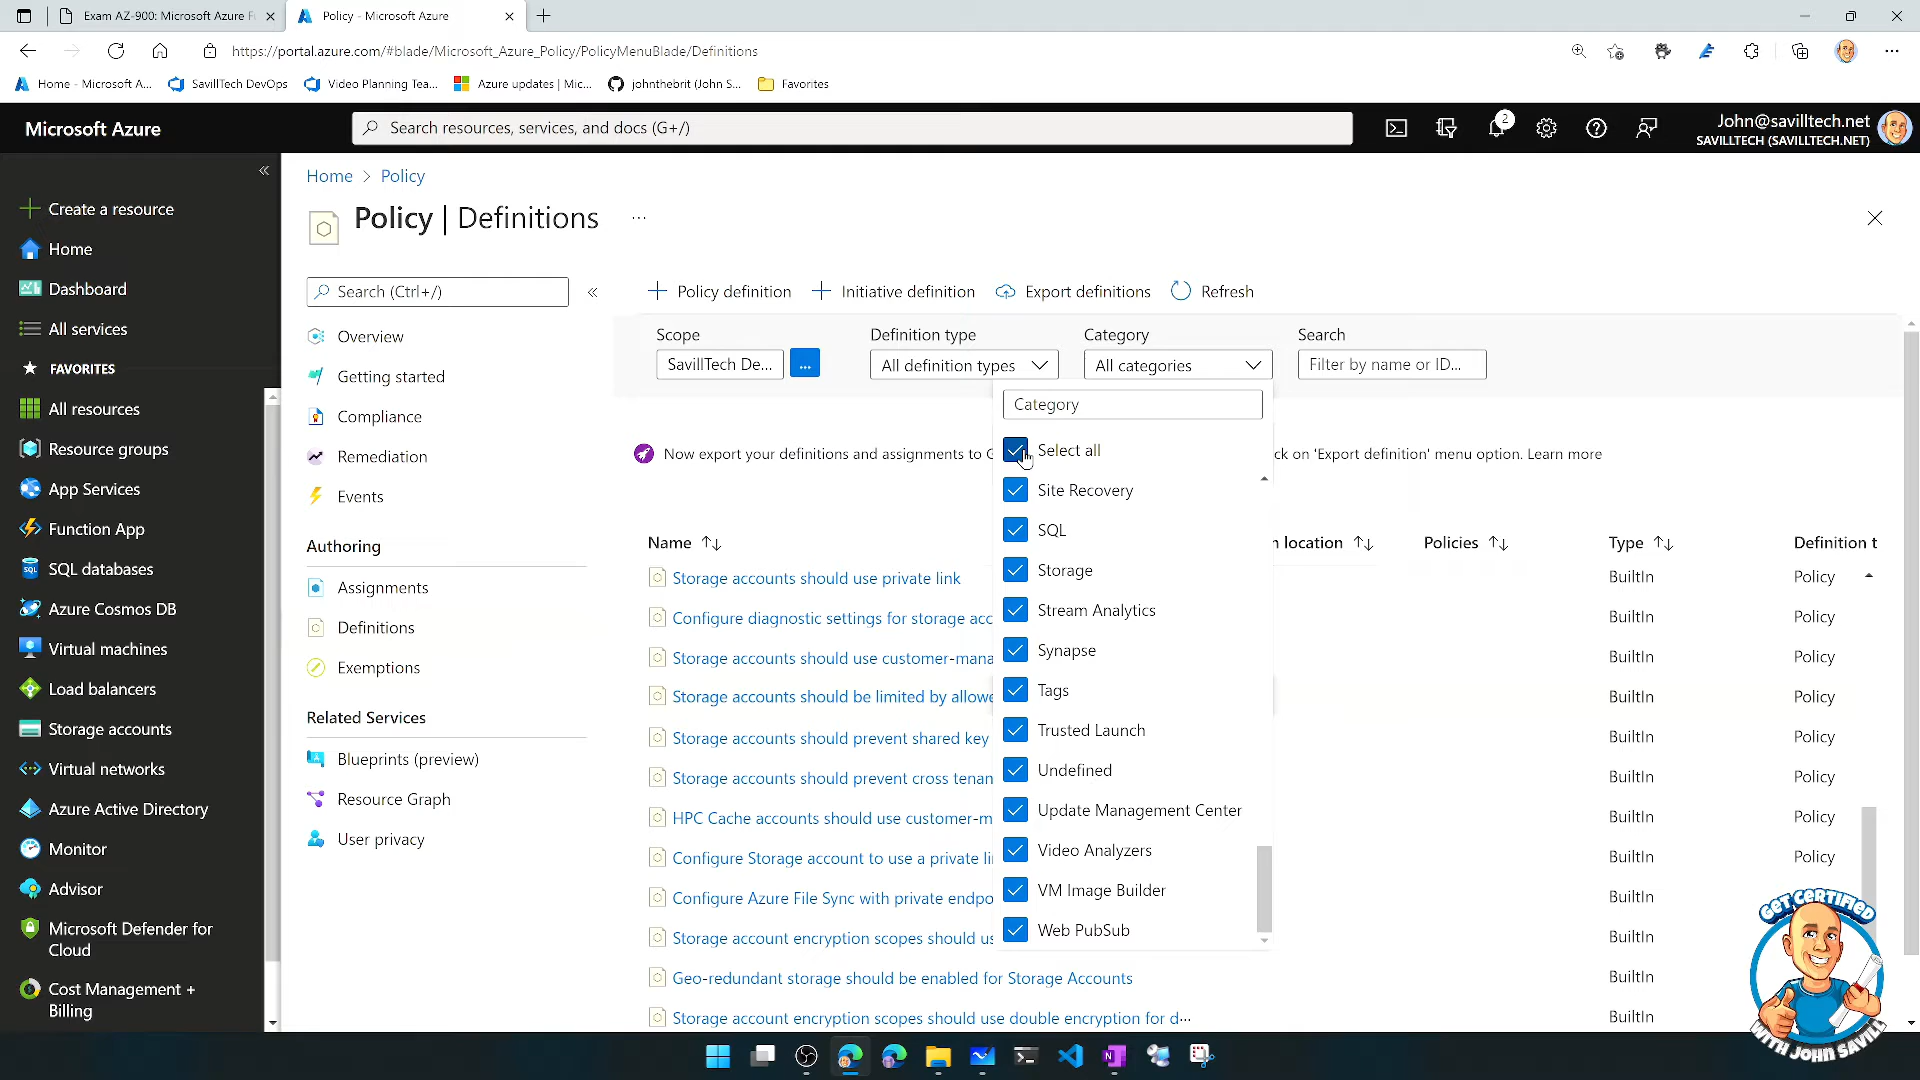 Exam AZ-900: Microsoft Azure F
Policy - Microsoft Azure
https://portal.azure.com/#blade/Microsoft_Azure_Policy/PolicyMenuBlade/Definitions
Home - Microsoft A...
SavillTech DevOps
Video Planning Tea...
Azure updates | Mic...
johnthebrit (John S...
Favorites
Microsoft Azure
Search resources, services, and docs (G+/)
2
John@savilltech.net
SAVILLTECH (SAVILLTECH.NET)
Create a resource
Home
Dashboard
All services
FAVORITES
All resources
Resource groups
App Services
Function App
SQL databases
Azure Cosmos DB
Virtual machines
Load balancers
Storage accounts
Virtual networks
Azure Active Directory
Monitor
Advisor
Microsoft Defender for
Cloud
Cost Management +
Billing
Home > Policy
Policy | Definitions ...
Search (Ctrl+/)
Overview
Getting started
Compliance
Remediation
Events
Authoring
Assignments
Definitions
Exemptions
Related Services
Blueprints (preview)
Resource Graph
User privacy
Policy definition
Initiative definition
Export definitions
Refresh
Scope
SavillTech De...
...
Definition type
All definition types
Category
All categories
Search
Filter by name or ID...
Now export your definitions and assignments to G
ck on 'Export definition' menu option. Learn more
Category
Select all
Site Recovery
SQL
Storage
Stream Analytics
Synapse
Tags
Trusted Launch
Undefined
Update Management Center
Video Analyzers
VM Image Builder
Web PubSub
Name
n location
Policies
Type
Definition t
Storage accounts should use private link
BuiltIn
Policy
Configure diagnostic settings for storage acc
BuiltIn
Policy
Storage accounts should use customer-mana
BuiltIn
Policy
Storage accounts should be limited by allowe
BuiltIn
Policy
Storage accounts should prevent shared key
BuiltIn
Policy
Storage accounts should prevent cross tenan
BuiltIn
Policy
HPC Cache accounts should use customer-m
BuiltIn
Policy
Configure Storage account to use a private li
BuiltIn
Policy
Configure Azure File Sync with private endpo
BuiltIn
Storage account encryption scopes should us
BuiltIn
Geo-redundant storage should be enabled for Storage Accounts
BuiltIn
Storage account encryption scopes should use double encryption for d...
BuiltIn
GET CERTIFIED
WITH JOHN SAVILL